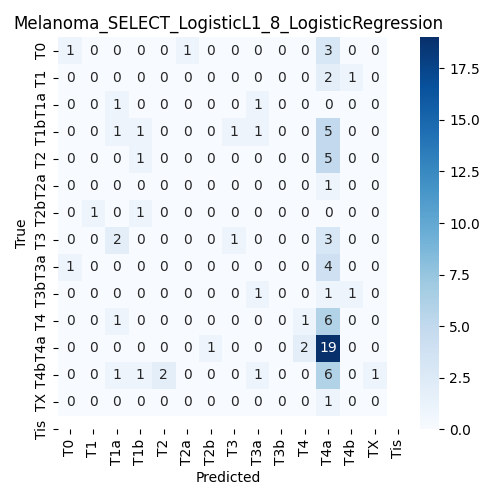 Melanoma_SELECT_LogisticL1_8_LogisticRegression
True
T0 1 0 0 0 0 1 0 0 0 0 0 3 0 0
T1 0 0 0 0 0 0 0 0 0 0 0 2 1 0
T1a 0 0 1 0 0 0 0 0 1 0 0 0 0 0
T1b 0 0 1 1 0 0 0 1 1 0 0 5 0 0
T2 0 0 0 1 0 0 0 0 0 0 0 5 0 0
T2a 0 0 0 0 0 0 0 0 0 0 0 1 0 0
T2b 0 1 0 1 0 0 0 0 0 0 0 0 0 0
T3 0 0 2 0 0 0 0 1 0 0 0 3 0 0
T3a 1 0 0 0 0 0 0 0 0 0 0 4 0 0
T3b 0 0 0 0 0 0 0 0 1 0 0 1 1 0
T4 0 0 1 0 0 0 0 0 0 0 1 6 0 0
T4a 0 0 0 0 0 0 1 0 0 0 2 19 0 0
T4b 0 0 1 1 2 0 0 0 1 0 0 6 0 1
TX 0 0 0 0 0 0 0 0 0 0 0 1 0 0
Tis
T0 T1 T1a T1b T2 T2a T2b T3 T3a T3b T4 T4a T4b TX Tis
Predicted
17.5
15.0
12.5
10.0
7.5
5.0
2.5
0.0